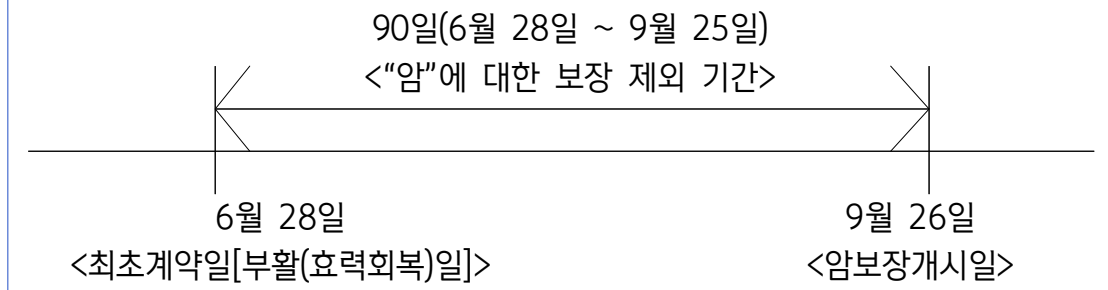 90일(6월 28일 ~ 9월 25일)
<“암”에 대한 보장 제외 기간>
6월 28일
<최초계약일[부활(효력회복)일]>
9월 26일
<암보장개시일>